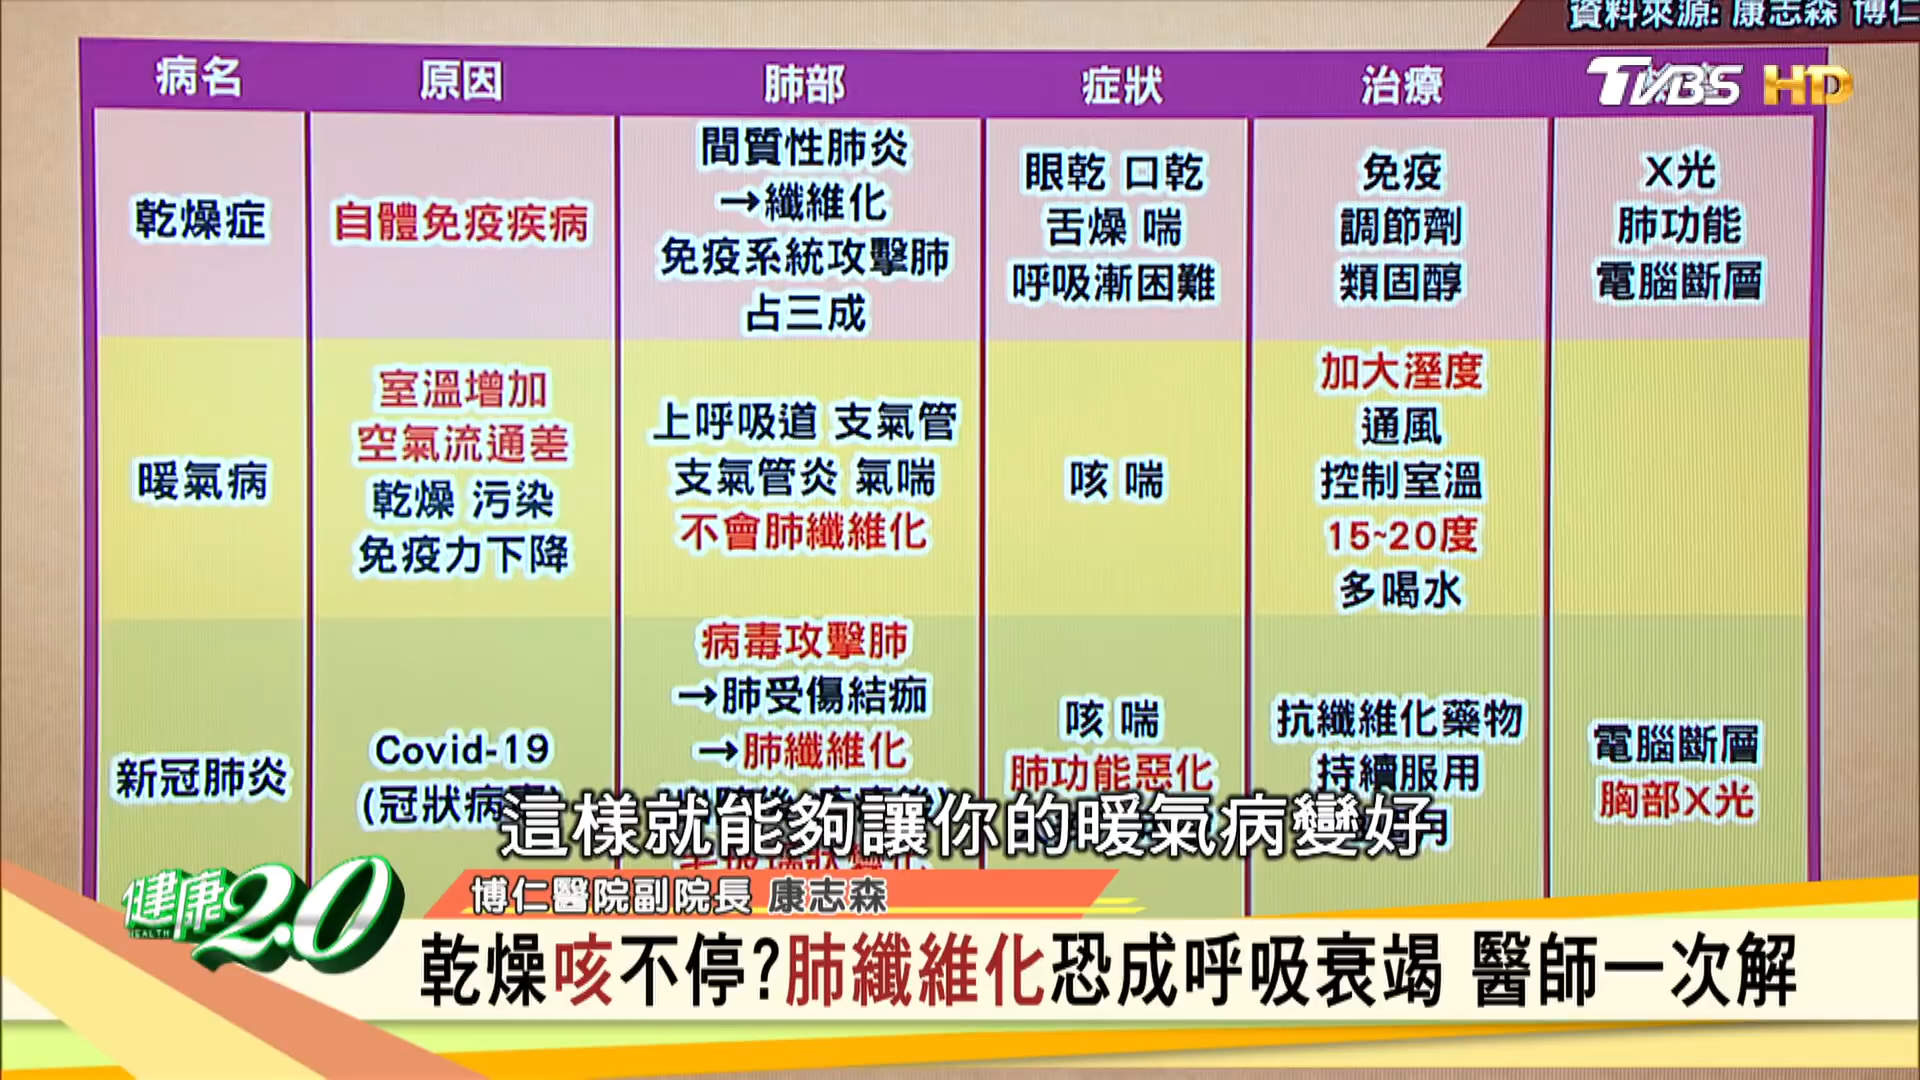 資料來源: 康志森 博仁
TVBS HD
病名 原因 肺部 症狀 治療
乾燥症
自體免疫疾病
間質性肺炎
→纖維化
免疫系統攻擊肺
占三成
眼乾 口乾
舌燥 喘
呼吸漸困難
免疫
調節劑
類固醇
X光
肺功能
電腦斷層
暖氣病
室溫增加
空氣流通差
乾燥 污染
免疫力下降
上呼吸道 支氣管
支氣管炎 氣喘
不會肺纖維化
咳 喘
加大溼度
通風
控制室溫
15~20度
多喝水
新冠肺炎
Covid-19
(冠狀病毒)
病毒攻擊肺
→肺受傷結痂
→肺纖維化
咳 喘
肺功能惡化
抗纖維化藥物
持續服用
電腦斷層
胸部X光
這樣就能夠讓你的暖氣病變好
健康2.0
HEALTH
博仁醫院副院長 康志森
乾燥咳不停?肺纖維化恐成呼吸衰竭 醫師一次解